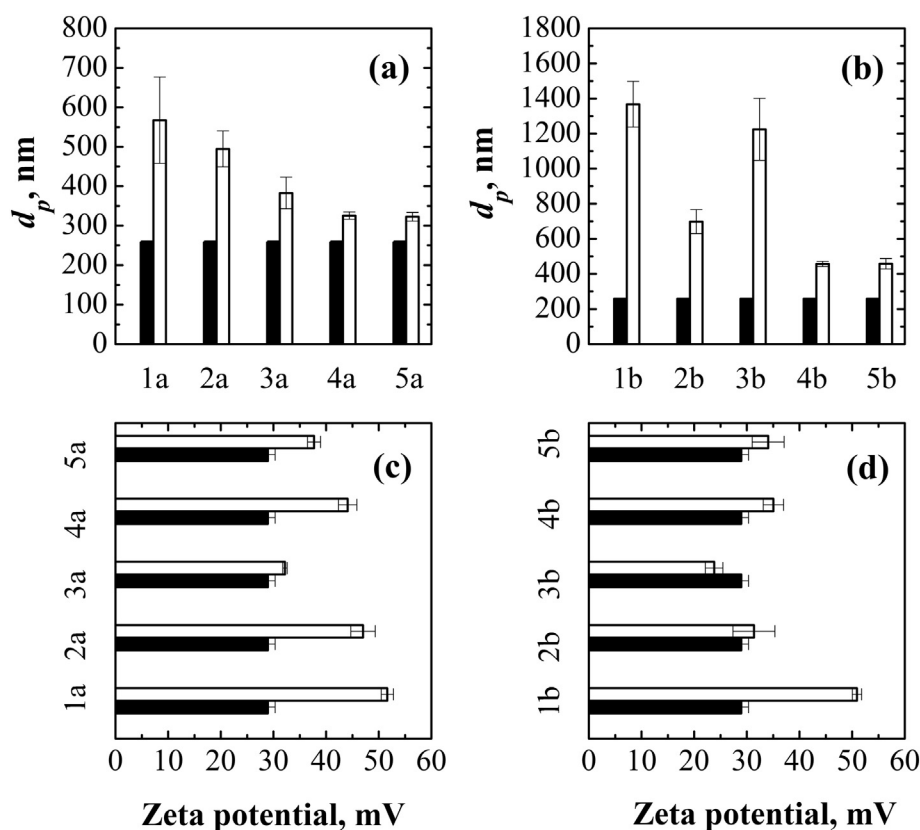 (a)
800
700
600
500
400
300
200
100
0
d_p, nm
1a 2a 3a 4a 5a
(b)
1800
1600
1400
1200
1000
800
600
400
200
0
d_p, nm
1b 2b 3b 4b 5b
(c)
5a
4a
3a
2a
1a
0 10 20 30 40 50 60
Zeta potential, mV
(d)
5b
4b
3b
2b
1b
0 10 20 30 40 50 60
Zeta potential, mV